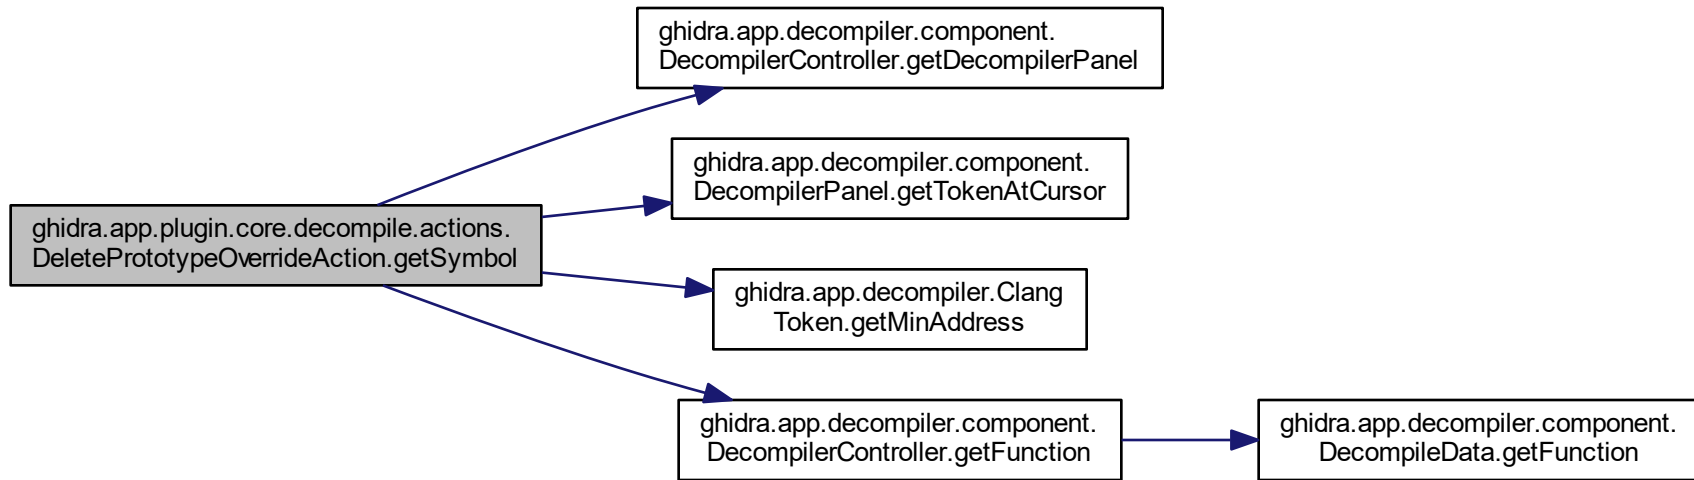 ghidra.app.decompiler.component.
DecompilerController.getDecompilerPanel
ghidra.app.decompiler.component.
DecompilerPanel.getTokenAtCursor
ghidra.app.plugin.core.decompile.actions.
DeletePrototypeOverrideAction.getSymbol
ghidra.app.decompiler.Clang
Token.getMinAddress
ghidra.app.decompiler.component.
DecompilerController.getFunction
ghidra.app.decompiler.component.
DecompileData.getFunction